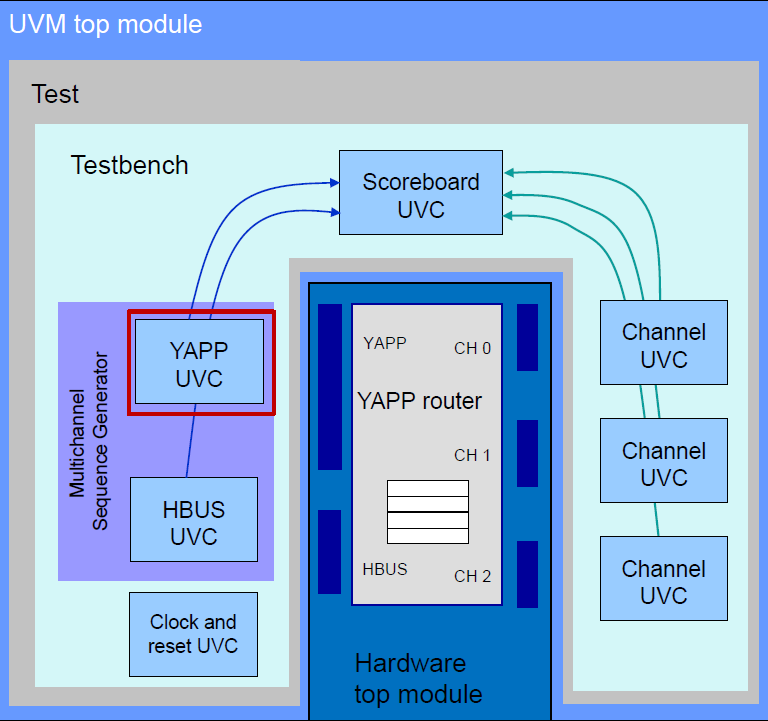 UVM top module
Test
Testbench
Scoreboard
UVC
YAPP
UVC
Multichannel
Sequence Generator
HBUS
UVC
Clock and
reset UVC
YAPP
CH 0
YAPP router
CH 1
HBUS
CH 2
Hardware
top module
Channel
UVC
Channel
UVC
Channel
UVC